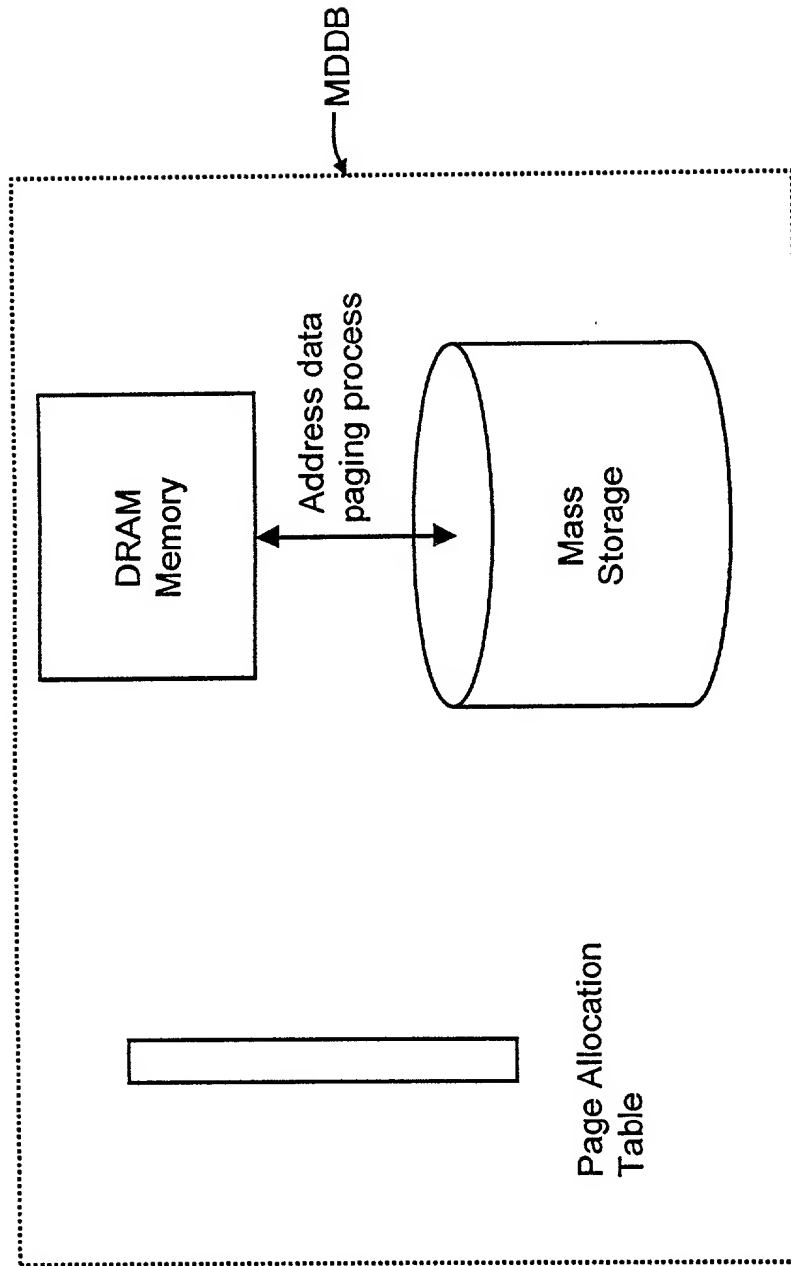 MDDB
DRAM
Memory
Address data
paging process
Mass
Storage
Page Allocation
Table